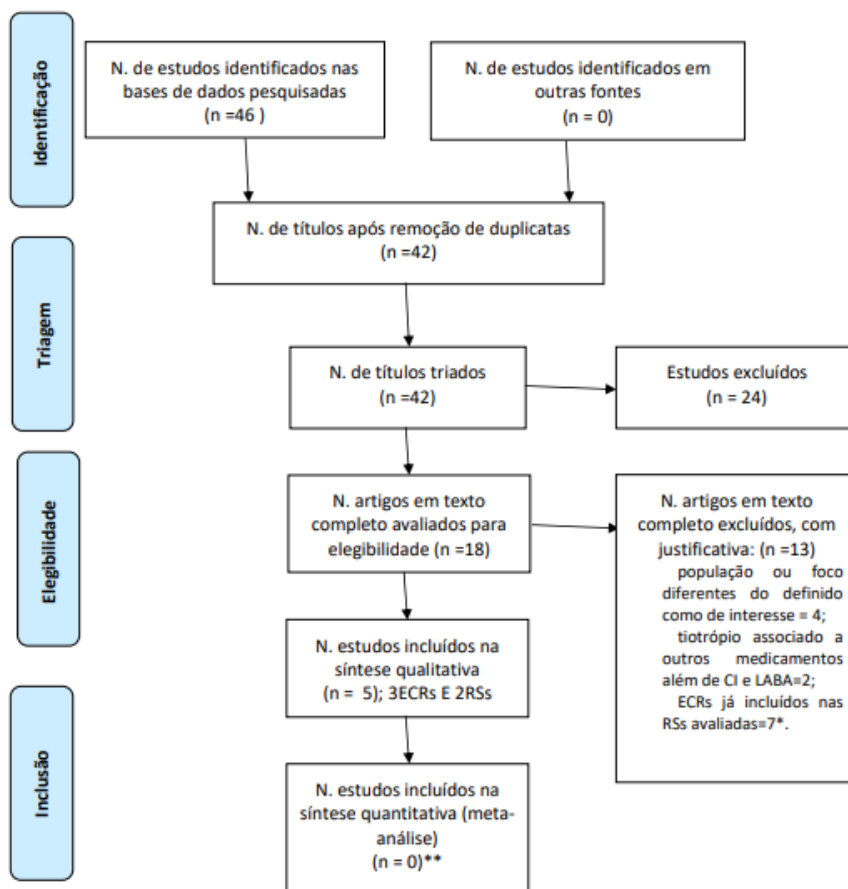 Identificação
N. de estudos identificados nas
bases de dados pesquisadas
(n =46 )
N. de estudos identificados em
outras fontes
(n = 0)
N. de títulos após remoção de duplicatas
(n =42)
Triagem
N. de títulos triados
(n =42)
Estudos excluídos
(n = 24)
Elegibilidade
N. artigos em texto
completo avaliados para
elegibilidade (n =18)
N. artigos em texto
completo excluídos, com
justificativa: (n =13)
população ou foco
diferentes do definido
como de interesse = 4;
tiotrópio associado a
outros medicamentos
além de CI e LABA=2;
ECRs já incluídos nas
RSs avaliadas=7*.
N. estudos incluídos na
síntese qualitativa
(n = 5); 3ECRs E 2RSs
Inclusão
N. estudos incluídos na
síntese quantitativa (meta-
análise)
(n = 0)**